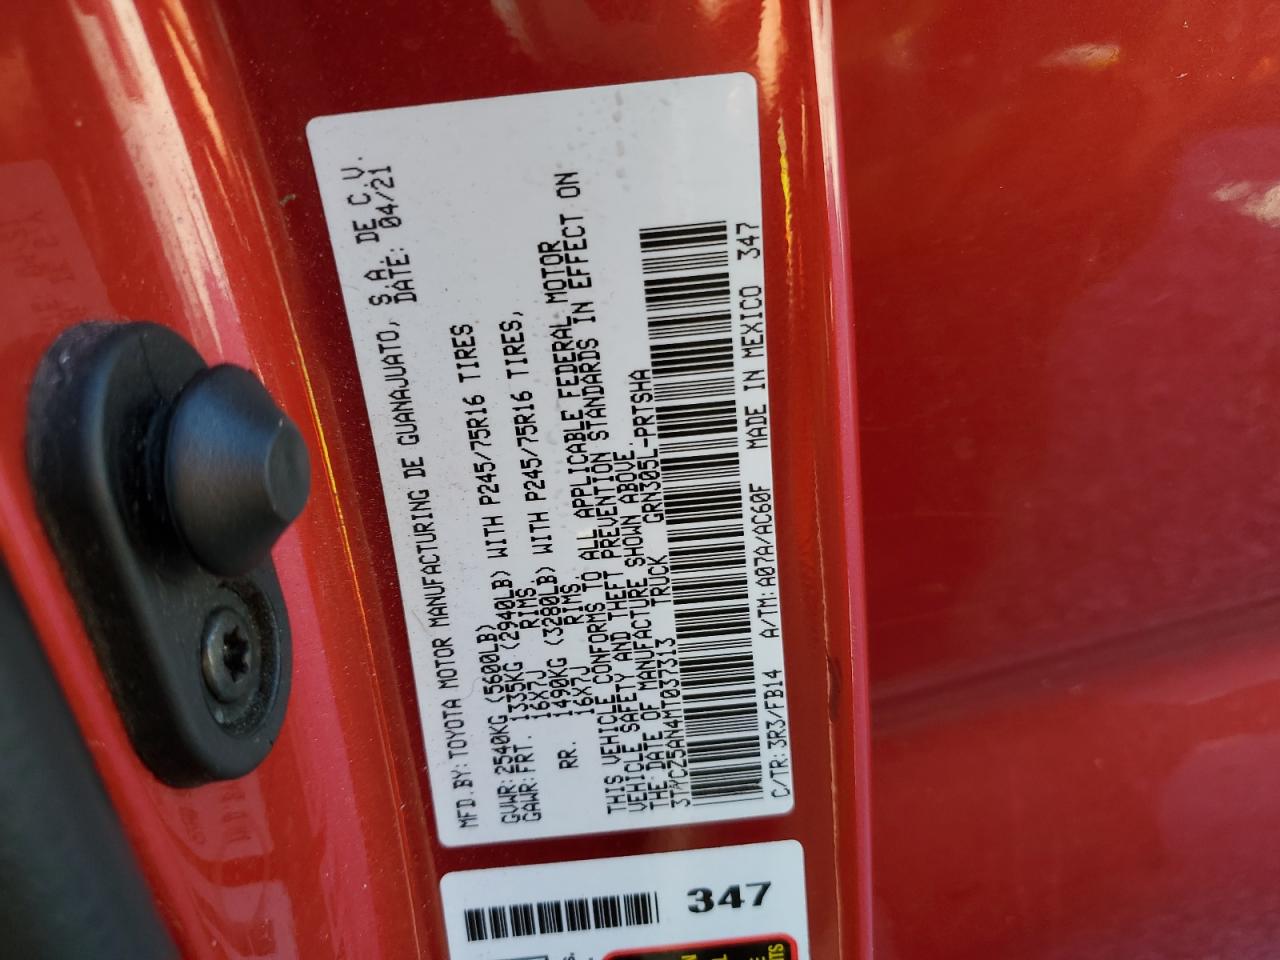 MFD.BY:TOYOTA MOTOR MANUFACTURING DE GUANAJUATO, S.A. DE C.V.
DATE: 04/21
GVWR:2540KG (5600LB)
GAWR:FRT. 1335KG (2940LB) WITH P245/75R16 TIRES
16X7J RIMS.
RR. 1490KG (3280LB) WITH P245/75R16 TIRES,
16X7J RIMS.
THIS VEHICLE CONFORMS TO ALL APPLICABLE FEDERAL MOTOR
VEHICLE SAFETY AND THEFT PREVENTION STANDARDS IN EFFECT ON
THE DATE OF MANUFACTURE SHOWN ABOVE.
TRUCK GRN305L-PRTSHA
C/TR:3R3/FB14 A/TM:A07A/AC60F MADE IN MEXICO 347
347